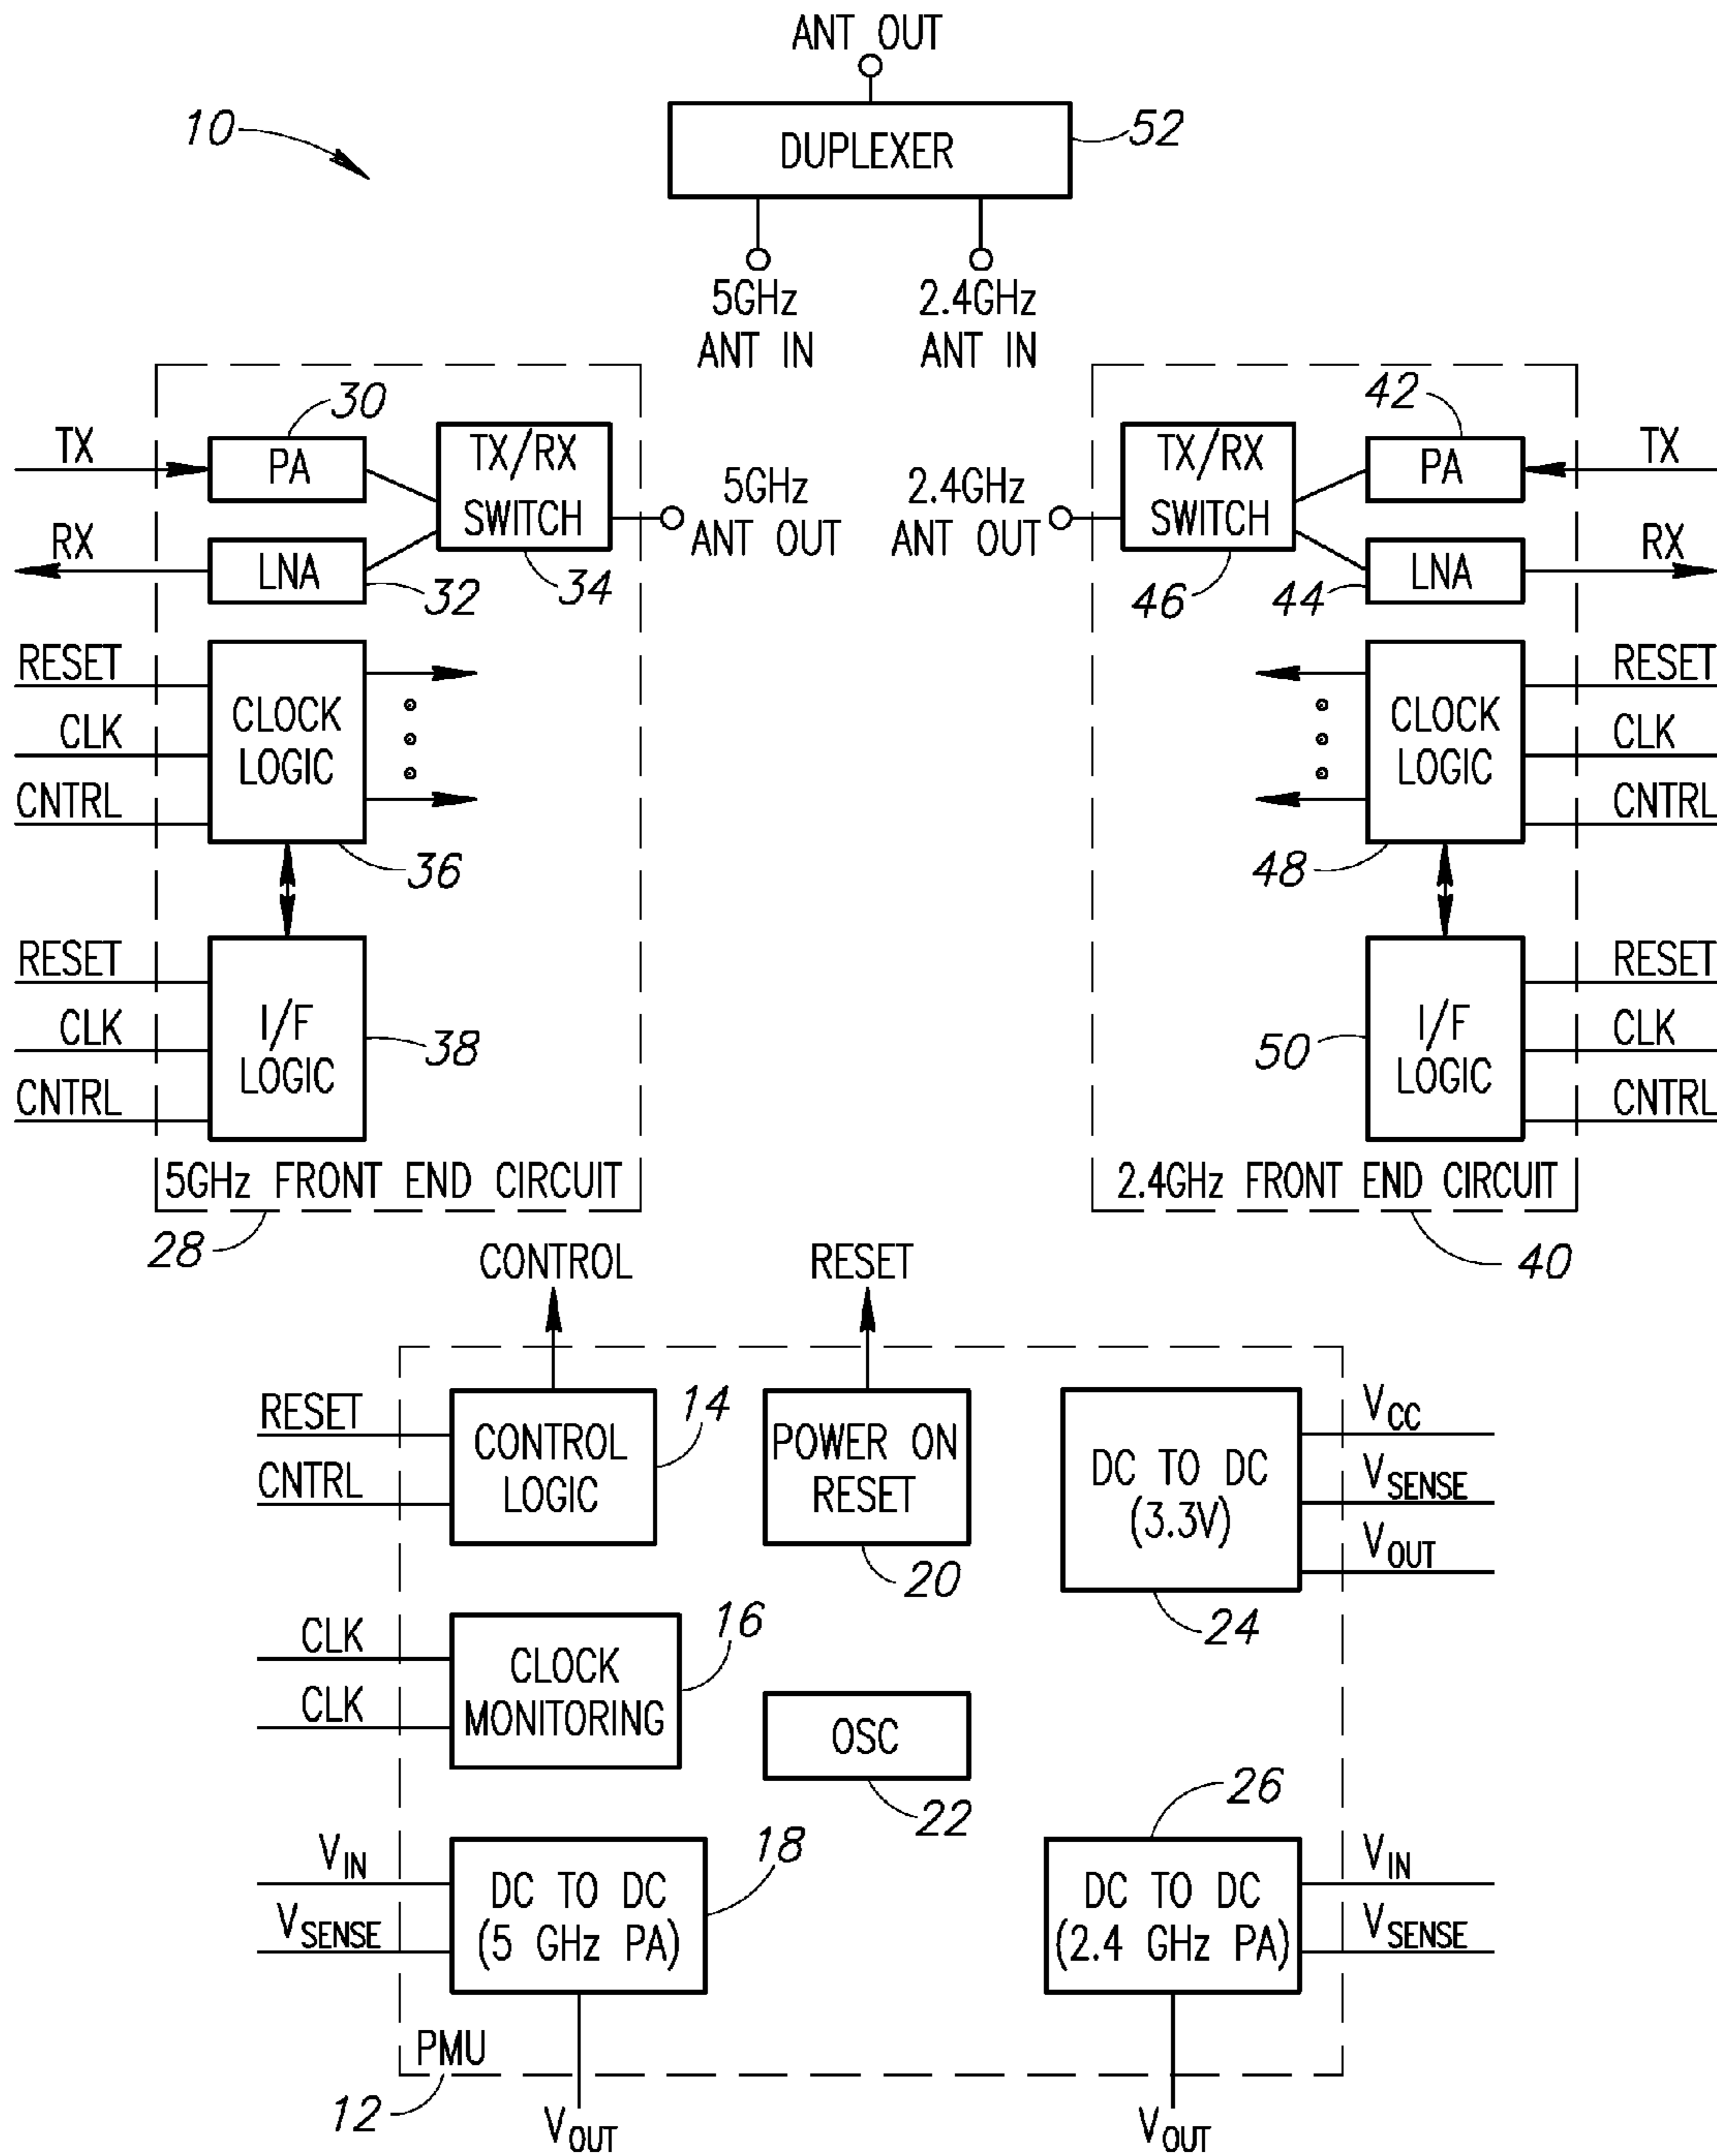 ANT OUT
10
DUPLEXER
52
5GHz
ANT IN
2.4GHz
ANT IN
30
TX
PA
TX/RX
SWITCH
5GHz
ANT OUT
RX
LNA
32
34
RESET
CLK
CNTRL
CLOCK
LOGIC
36
RESET
CLK
CNTRL
I/F
LOGIC
38
5GHz FRONT END CIRCUIT
28
42
2.4GHz
ANT OUT
TX/RX
SWITCH
PA
TX
46
44
LNA
RX
CLOCK
LOGIC
RESET
CLK
CNTRL
48
I/F
LOGIC
RESET
CLK
CNTRL
50
2.4GHz FRONT END CIRCUIT
40
CONTROL
RESET
RESET
CNTRL
CONTROL
LOGIC
14
POWER ON
RESET
20
DC TO DC
(3.3V)
VCC
VSENSE
VOUT
24
CLK
CLK
CLOCK
MONITORING
16
OSC
22
VIN
VSENSE
DC TO DC
(5 GHz PA)
18
26
DC TO DC
(2.4 GHz PA)
VIN
VSENSE
PMU
12
VOUT
VOUT